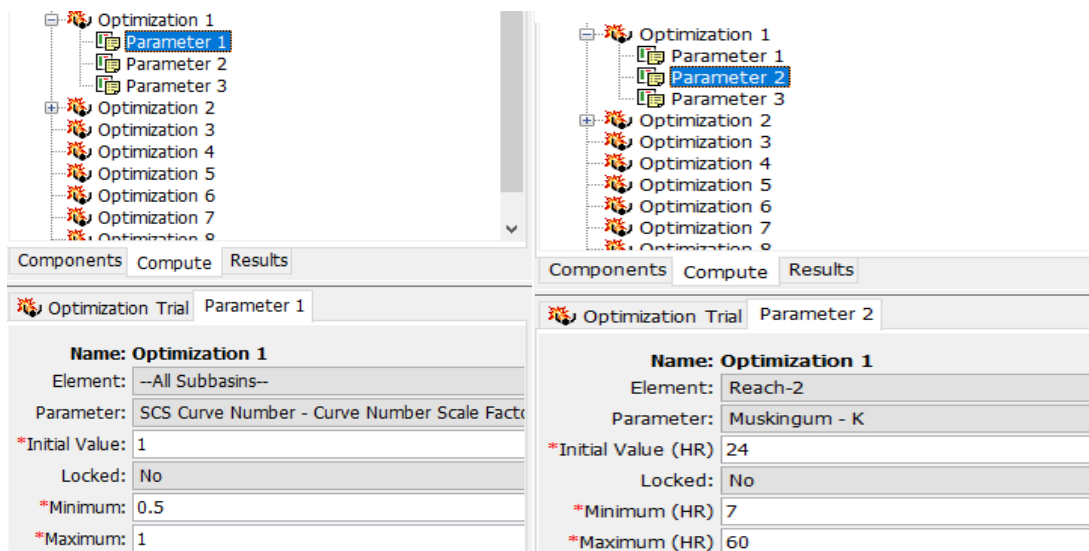 Optimization 1
Parameter 1
Parameter 2
Parameter 3
Optimization 2
Optimization 3
Optimization 4
Optimization 5
Optimization 6
Optimization 7
Optimization 8
Components Compute Results
Optimization Trial Parameter 1
Name: Optimization 1
Element: --All Subbasins--
Parameter: SCS Curve Number - Curve Number Scale Facto
*Initial Value: 1
Locked: No
*Minimum: 0.5
*Maximum: 1
Optimization 1
Parameter 1
Parameter 2
Parameter 3
Optimization 2
Optimization 3
Optimization 4
Optimization 5
Optimization 6
Optimization 7
Optimization 8
Components Compute Results
Optimization Trial Parameter 2
Name: Optimization 1
Element: Reach-2
Parameter: Muskingum - K
*Initial Value (HR) 24
Locked: No
*Minimum (HR) 7
*Maximum (HR) 60